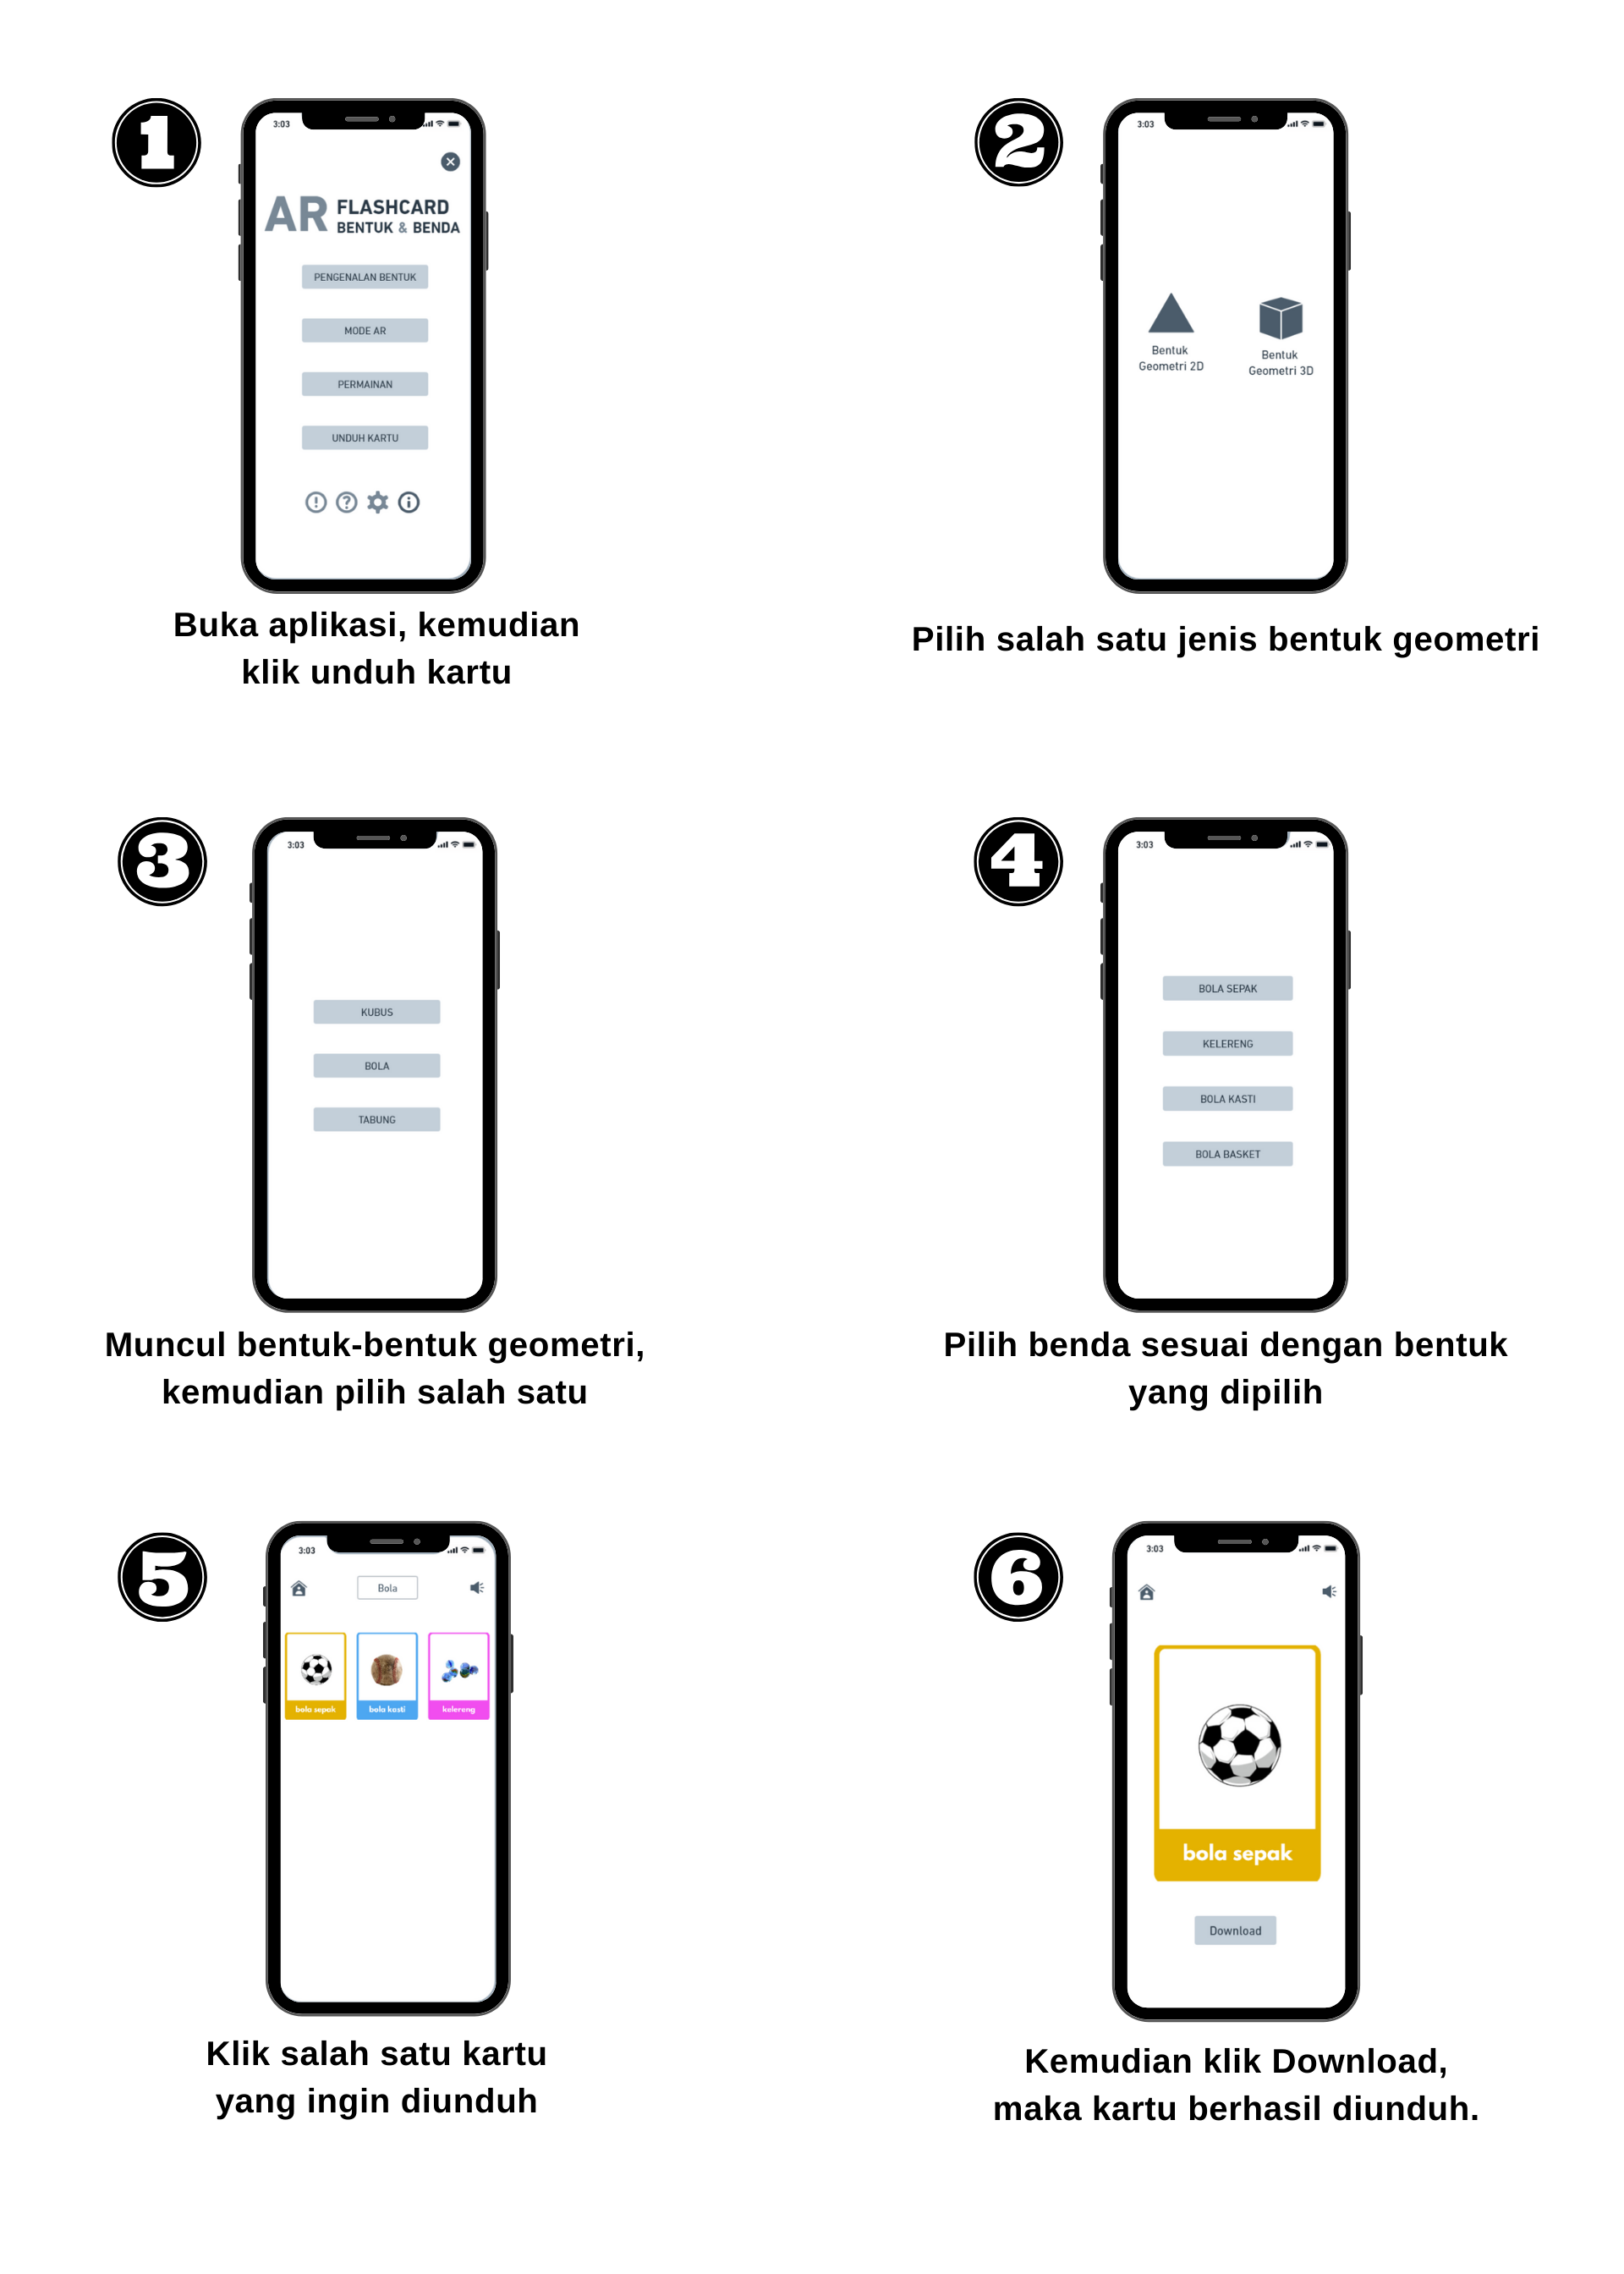 1
3:03
AR FLASHCARD
BENTUK & BENDA
PENGENALAN BENTUK
MODE AR
PERMAINAN
UNDUH KARTU
Buka aplikasi, kemudian
klik unduh kartu
2
3:03
Bentuk
Geometri 2D
Bentuk
Geometri 3D
Pilih salah satu jenis bentuk geometri
3
3:03
KUBUS
BOLA
TABUNG
Muncul bentuk-bentuk geometri,
kemudian pilih salah satu
4
3:03
BOLA SEPAK
KELERENG
BOLA KASTI
BOLA BASKET
Pilih benda sesuai dengan bentuk
yang dipilih
5
3:03
Bola
bola sepak
bola kasti
kelereng
Klik salah satu kartu
yang ingin diunduh
6
3:03
bola sepak
Download
Kemudian klik Download,
maka kartu berhasil diunduh.